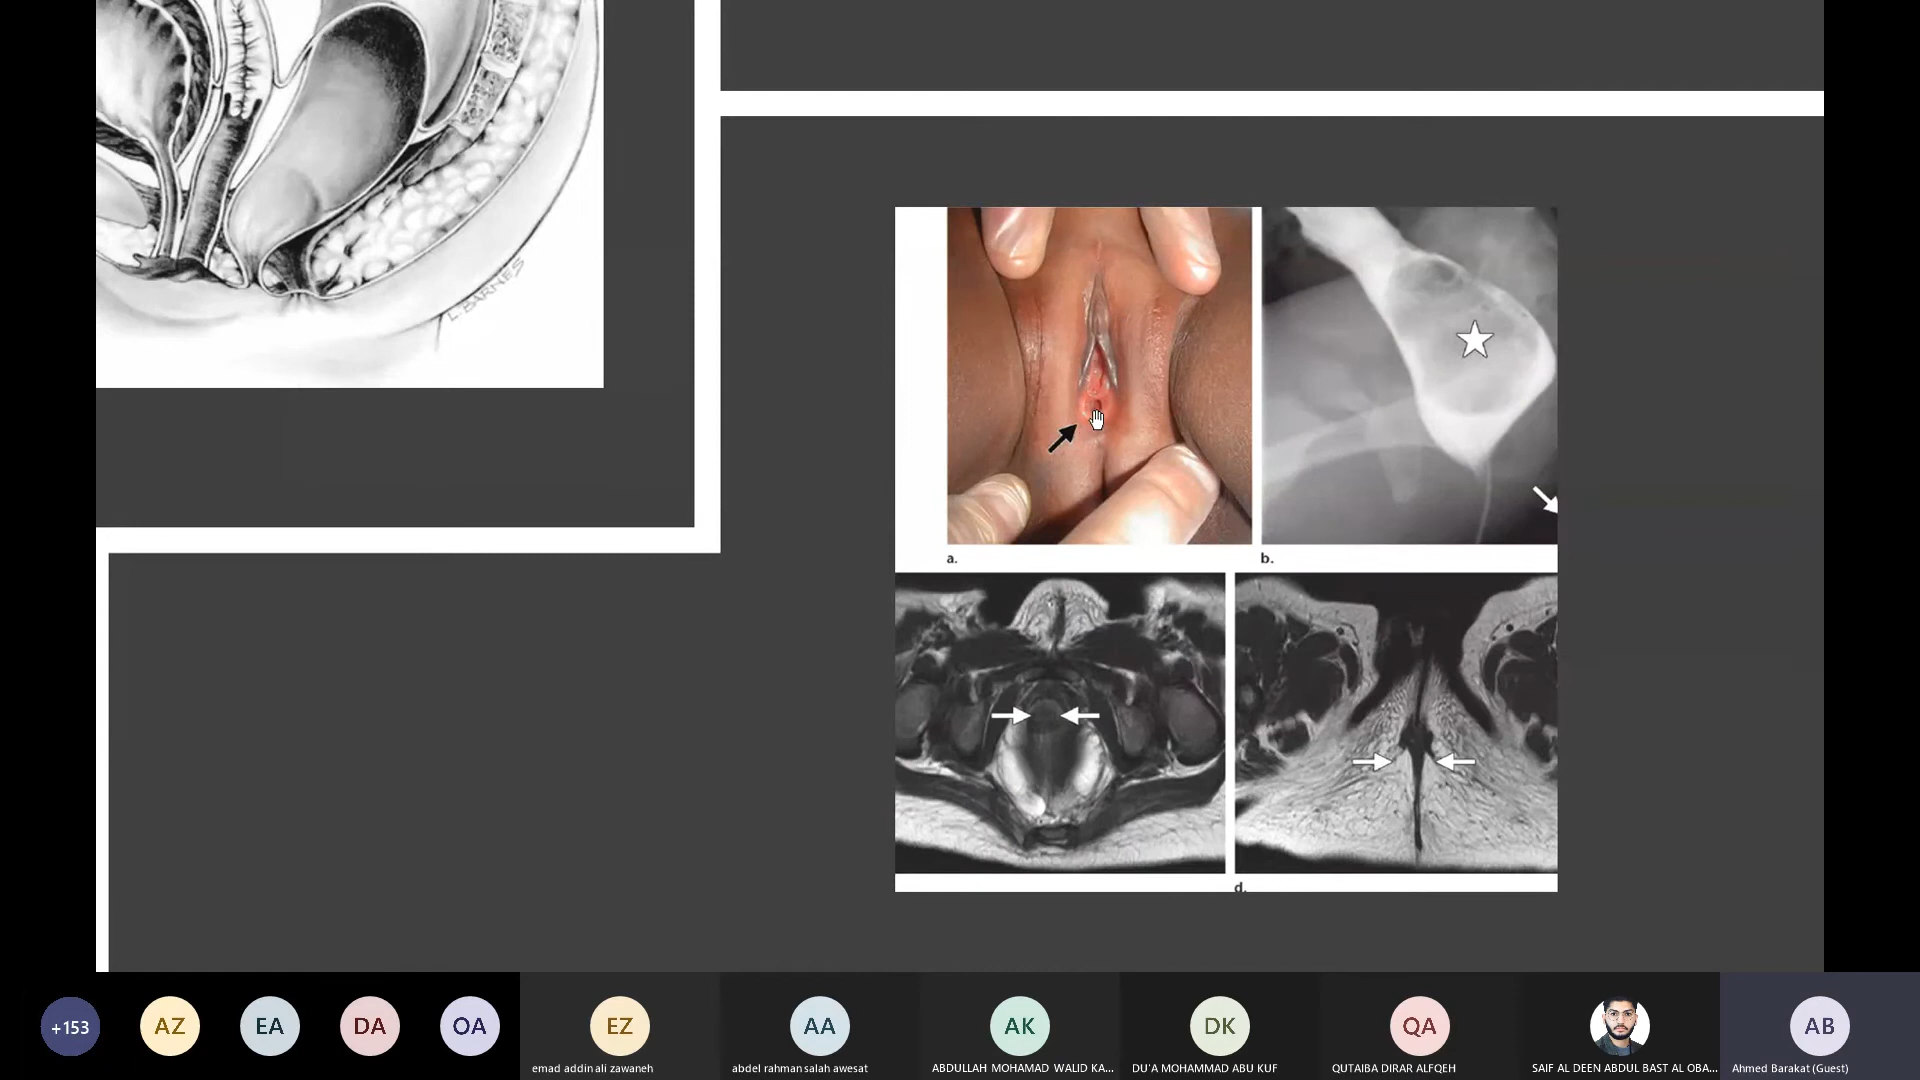 L. BARNES
a.
b.
d.
+153
AZ
EA
DA
OA
EZ
AA
AK
DK
QA
AB
emad addin ali zawaneh
abdel rahman salah awesat
ABDULLAH MOHAMAD WALID KA...
DU'A MOHAMMAD ABU KUF
QUTAIBA DIRAR ALFQEH
SAIF AL DEEN ABDUL BAST AL OBA...
Ahmed Barakat (Guest)